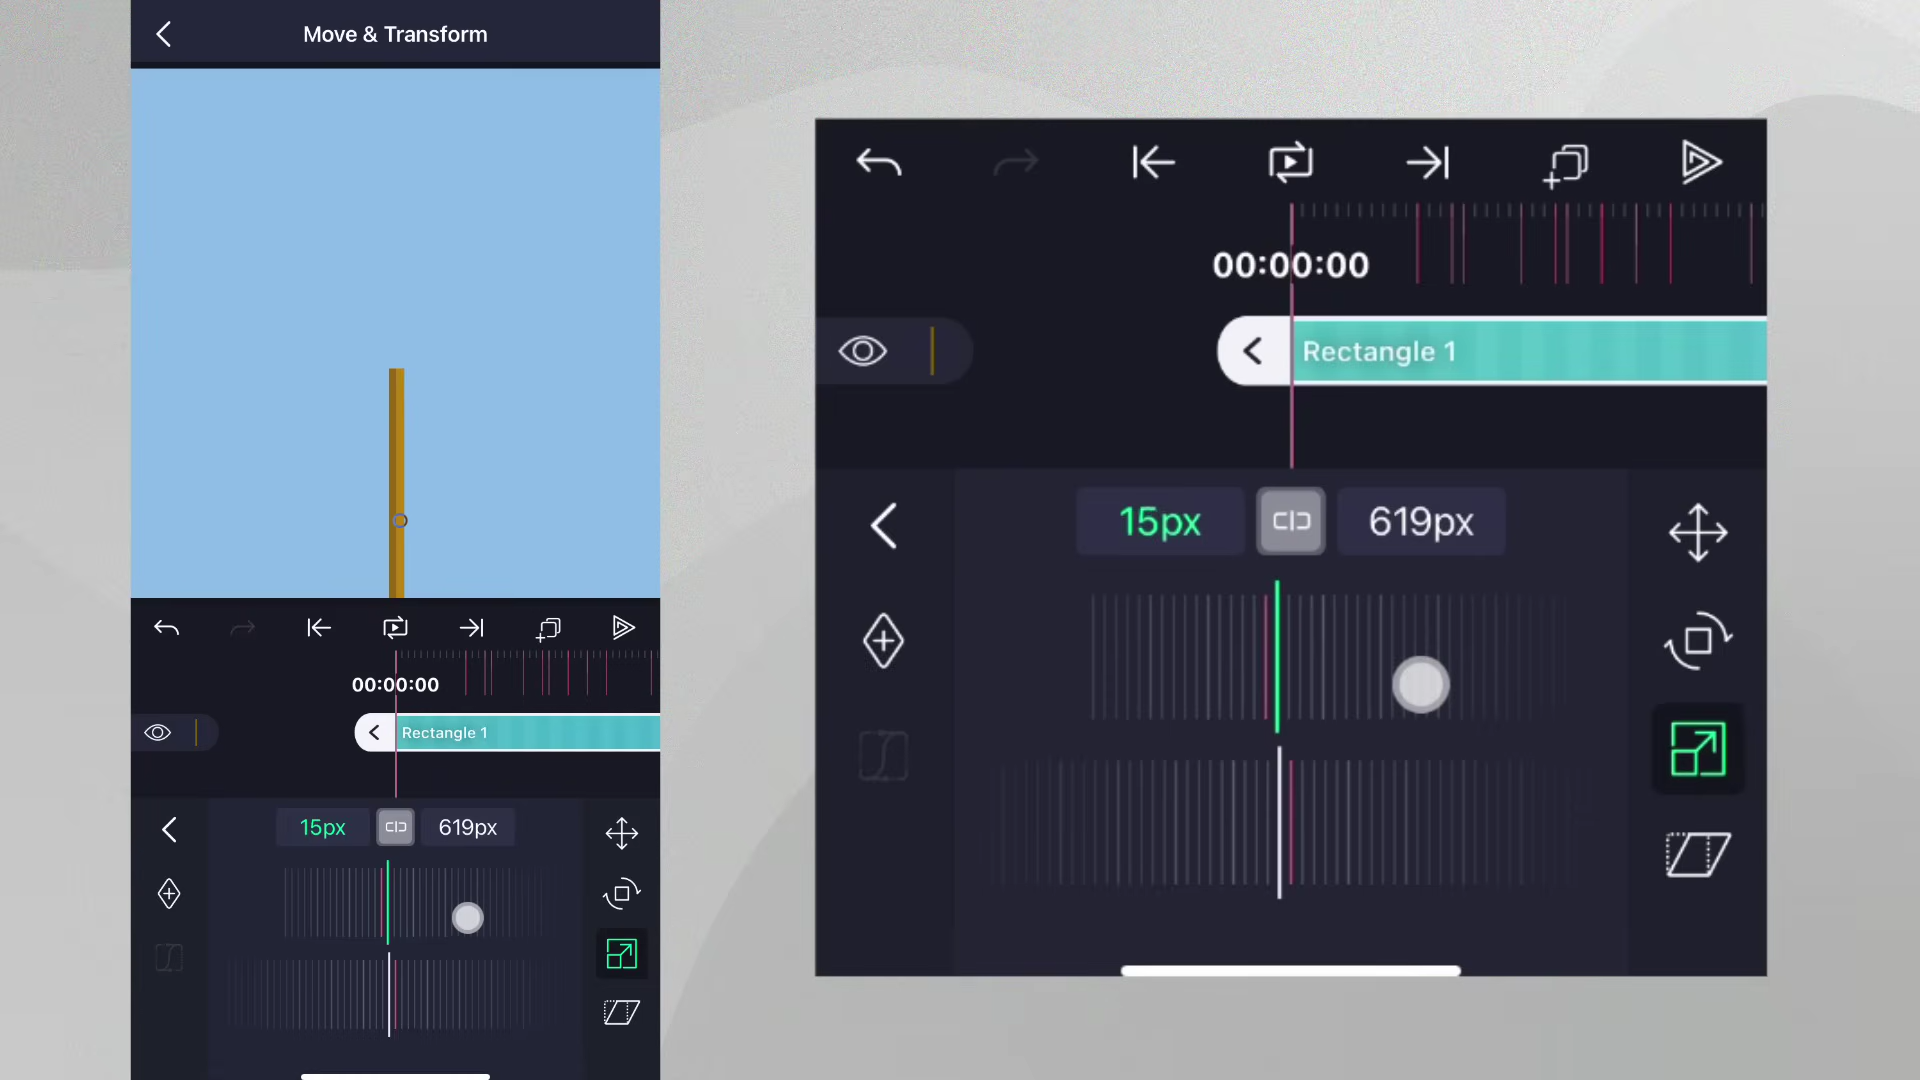 Move & Transform
00:00:00
Rectangle 1
15px
619px
00:00:00
Rectangle 1
15px
619px